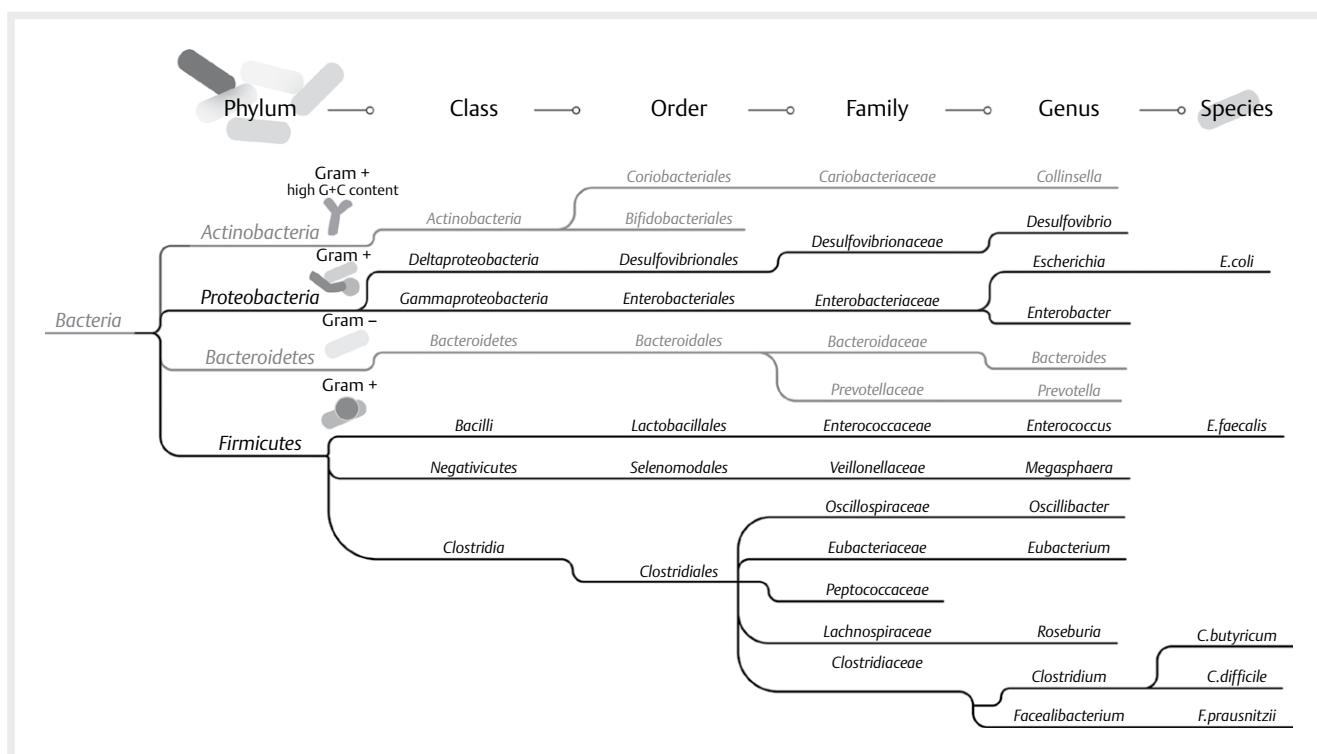 Phylum Class Order Family Genus Species
Gram +
high G+C content
Coriobacteriales Cariobacteriaceae Collinsella
Actinobacteria Actinobacteria Bifidobacteriales
Desulfovibrio
Gram +
Deltaproteobacteria Desulfovibrionales Desulfovibrionaceae
Escherichia E.coli
Proteobacteria Gammaproteobacteria Enterobacteriales Enterobacteriaceae
Enterobacter
Bacteria
Gram –
Bacteroidetes Bacteroidetes Bacteroidales Bacteroidaceae Bacteroides
Gram +
Prevotellaceae Prevotella
Firmicutes Bacilli Lactobacillales Enterococcaceae Enterococcus E.faecalis
Negativicutes Selenomodales Veillonellaceae Megasphaera
Oscillospiraceae Oscillibacter
Clostridia Eubacteriaceae Eubacterium
Clostridiales
Peptococcaceae
Lachnospiraceae Roseburia C.butyricum
Clostridiaceae
Clostridium C.difficile
Facealibacterium F.prausnitzii